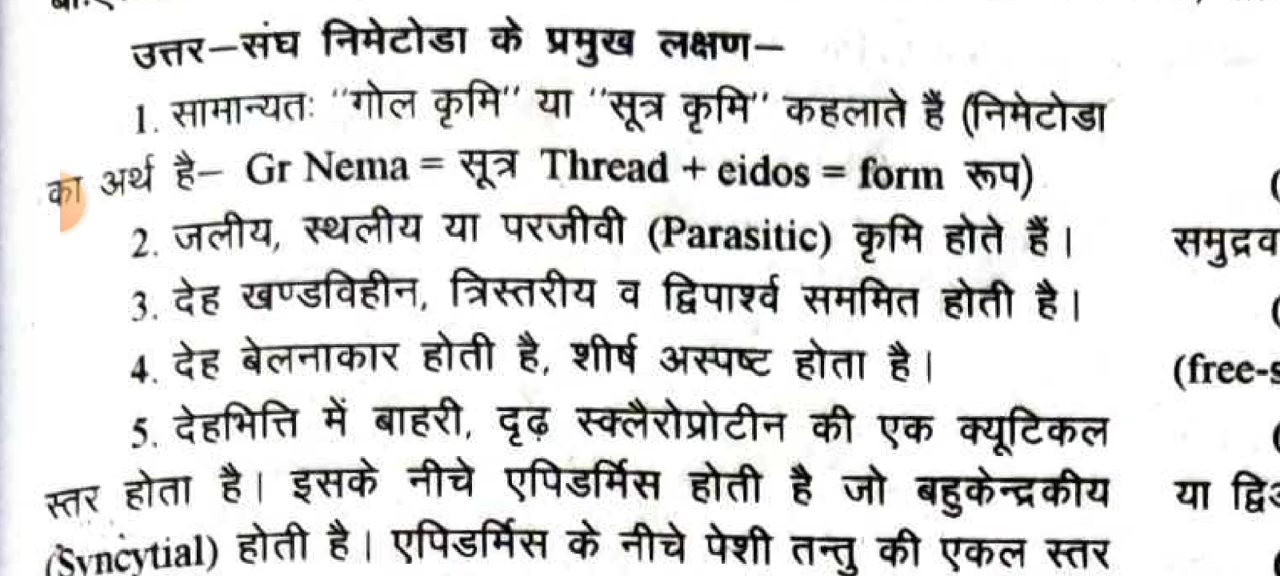 उत्तर–संघ निमेटोडा के प्रमुख लक्षण–
1. सामान्यतः "गोल कृमि" या "सूत्र कृमि" कहलाते हैं (निमेटोडा
का अर्थ है– Gr Nema = सूत्र Thread + eidos = form रूप)
2. जलीय, स्थलीय या परजीवी (Parasitic) कृमि होते हैं।
3. देह खण्डविहीन, त्रिस्तरीय व द्विपार्श्व सममित होती है।
4. देह बेलनाकार होती है, शीर्ष अस्पष्ट होता है।
5. देहभित्ति में बाहरी, दृढ़ स्क्लैरोप्रोटीन की एक क्यूटिकल
स्तर होता है। इसके नीचे एपिडर्मिस होती है जो बहुकेन्द्रकीय
(Syncytial) होती है। एपिडर्मिस के नीचे पेशी तन्तु की एकल स्तर
(
समुद्रव
(
(free-s
(
या द्वि
(